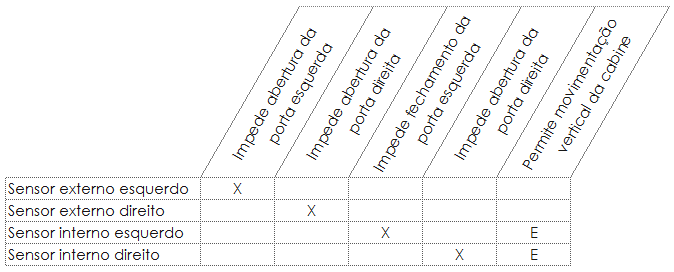 Impede abertura da
porta esquerda
Impede abertura da
porta direita
Impede fechamento da
porta esquerda
Impede abertura da
porta direita
Permite movimentação
vertical da cabine
Sensor externo esquerdo X
Sensor externo direito X
Sensor interno esquerdo X E
Sensor interno direito X E